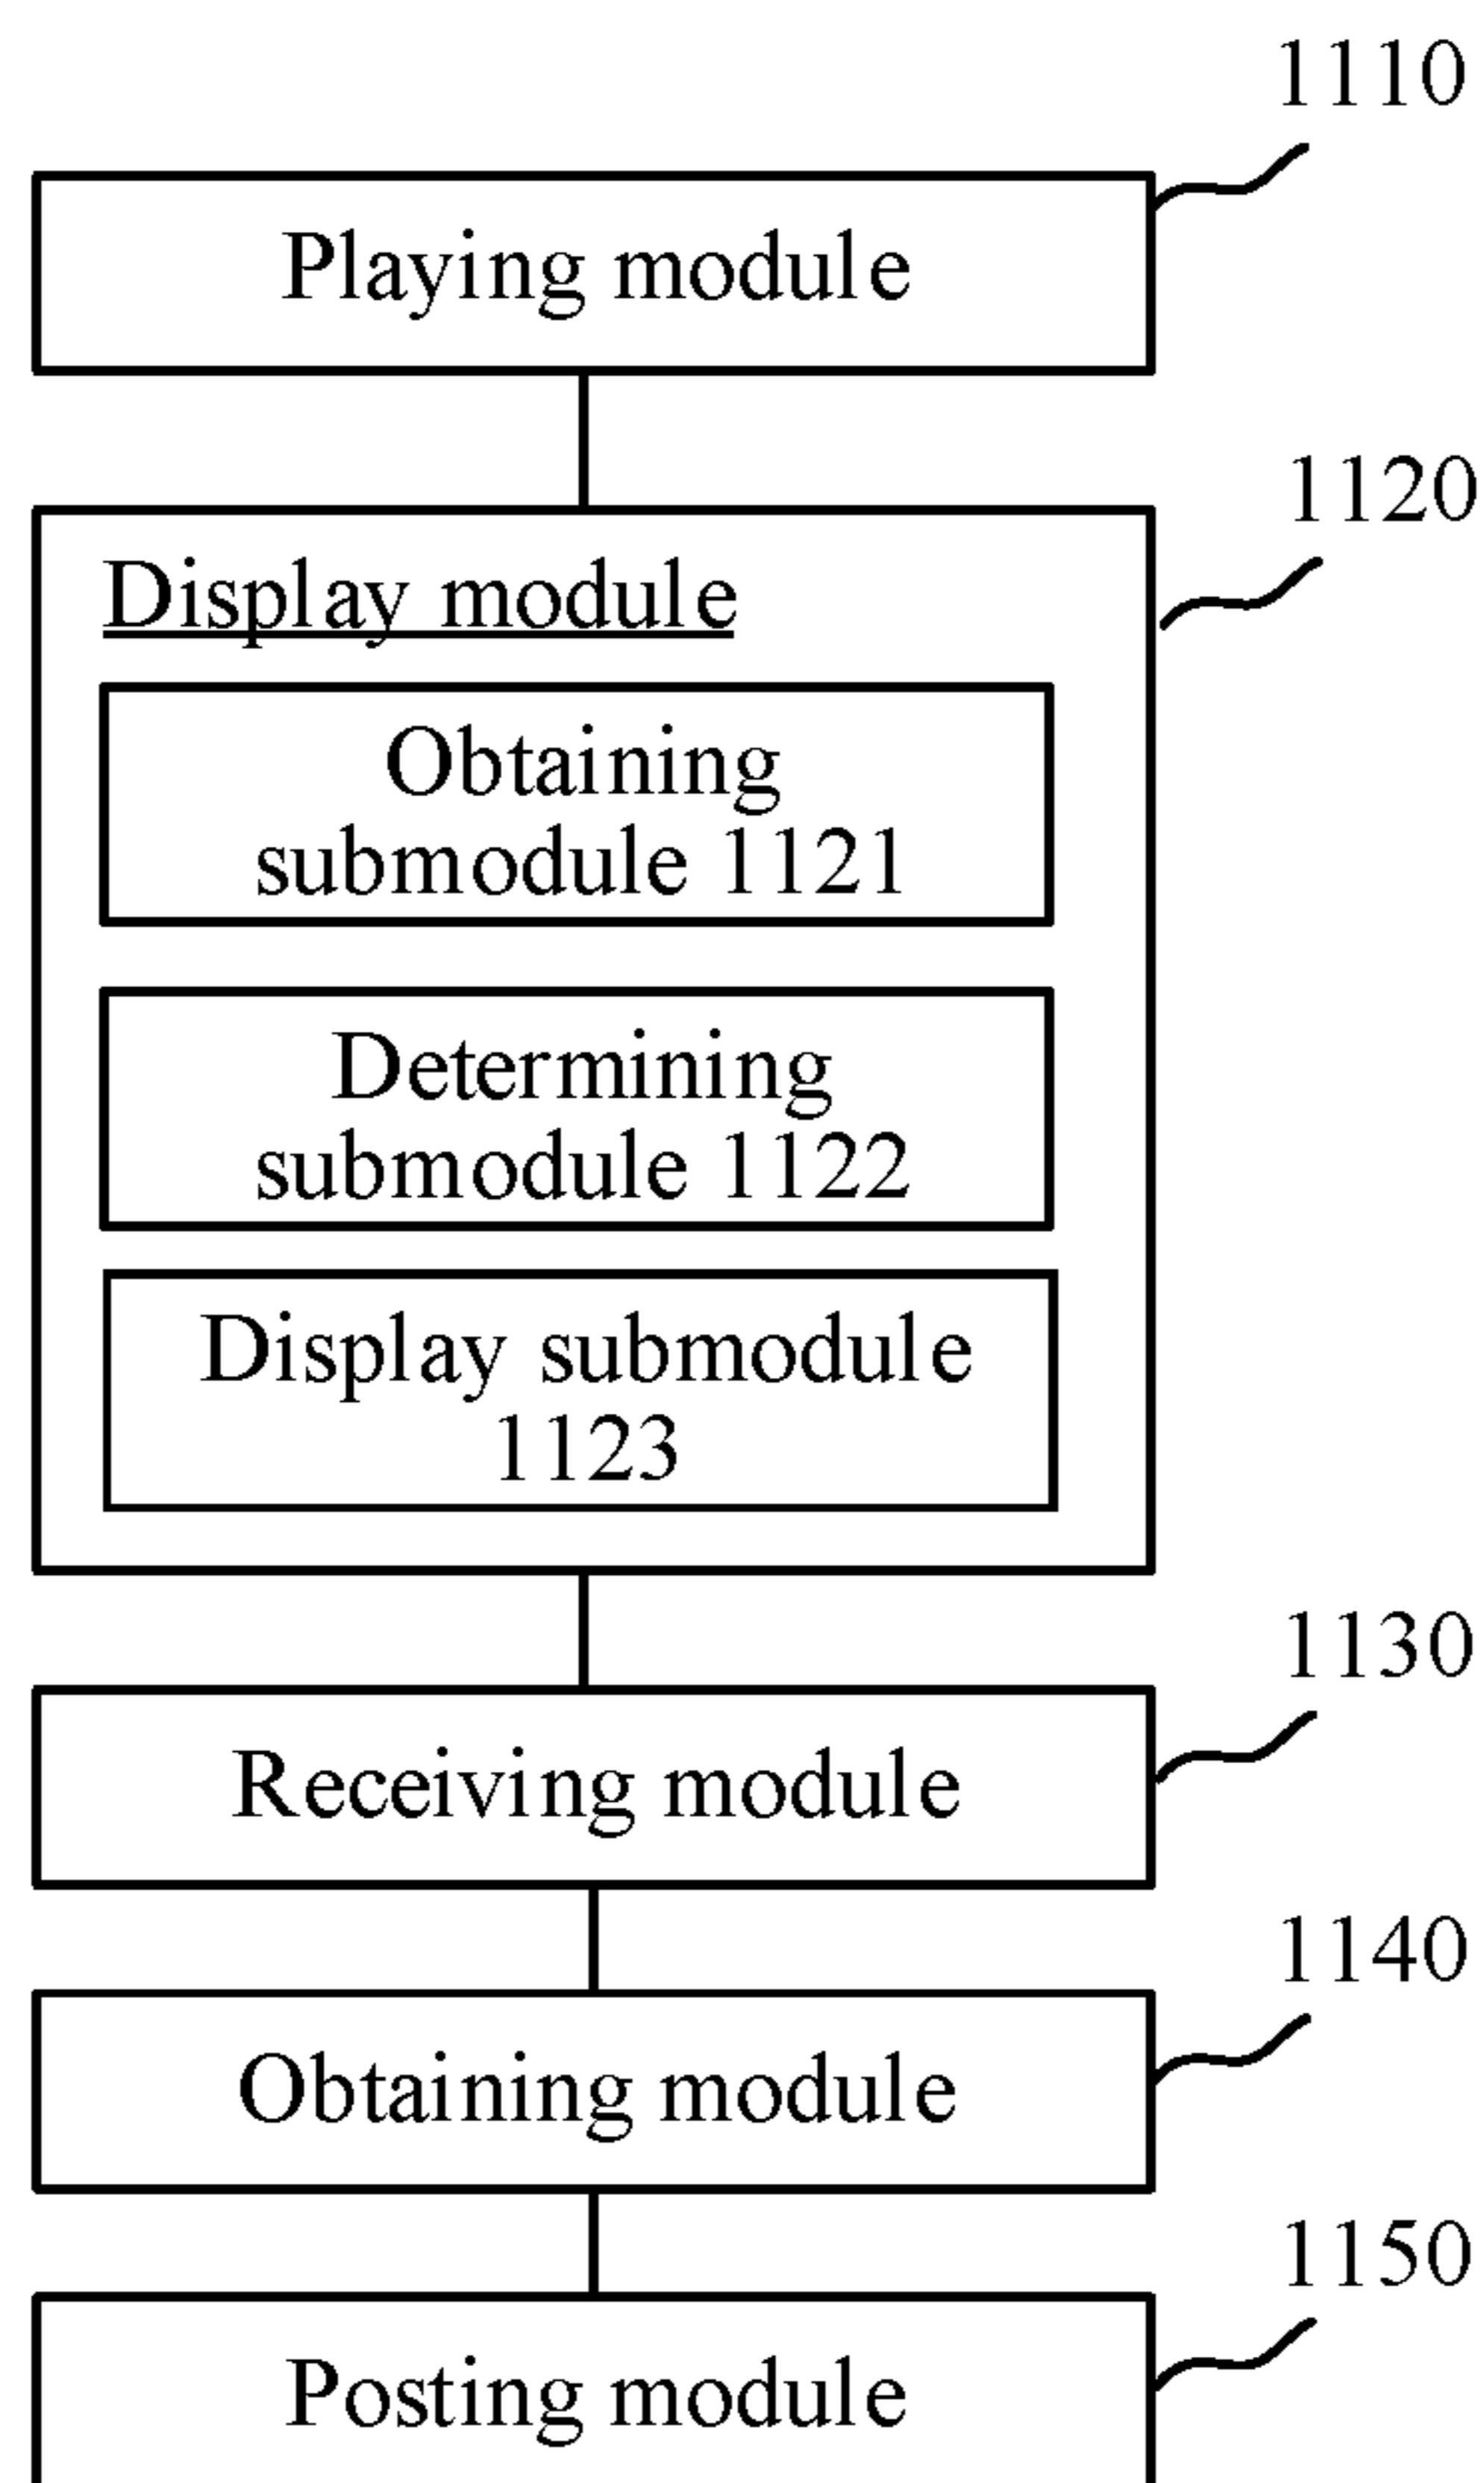 1110
Playing module
1120
Display module
Obtaining
submodule 1121
Determining
submodule 1122
Display submodule
1123
1130
Receiving module
1140
Obtaining module
1150
Posting module